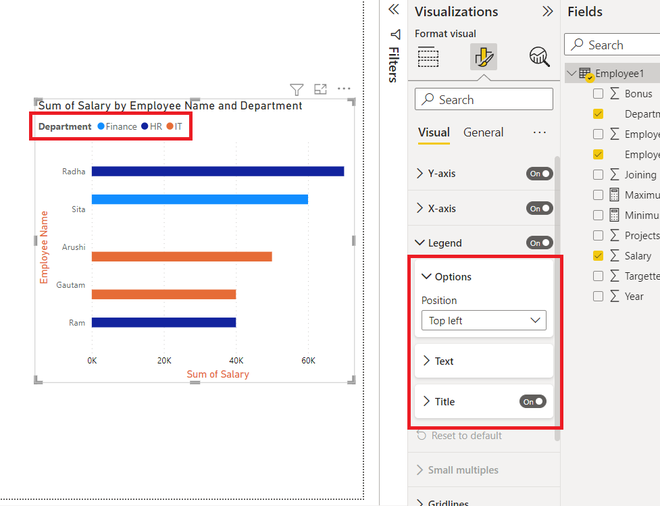 Sum of Salary by Employee Name and Department
Department Finance HR IT
Radha
Sita
Arushi
Gautam
Ram
Employee Name
0K 20K 40K 60K
Sum of Salary
Filters
Visualizations
Format visual
Search
Visual General
Y-axis On
X-axis On
Legend On
Options
Position
Top left
Text
Title On
Reset to default
Small multiples
Gridlines
Fields
Search
Employee1
Bonus
Departm
Employe
Employe
Joining
Maximu
Minimu
Projects
Salary
Targette
Year